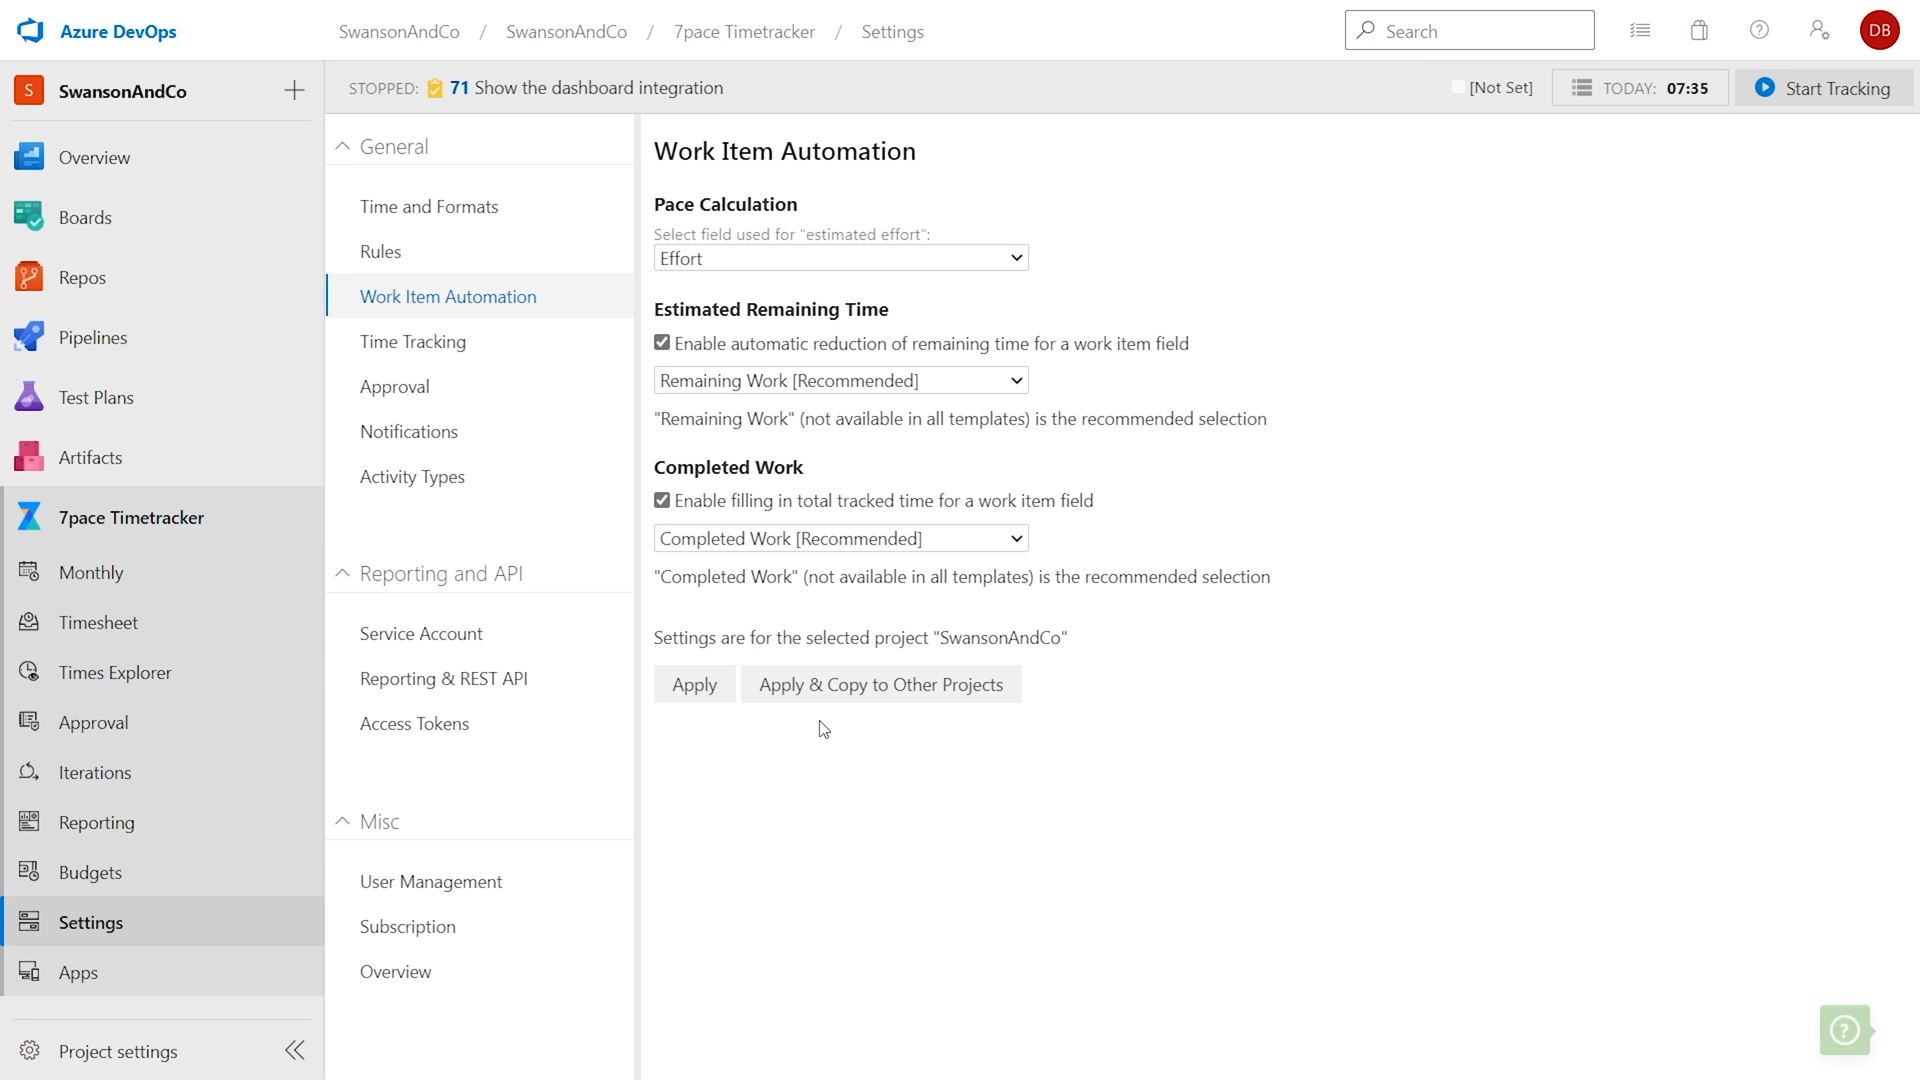 Azure DevOps
SwansonAndCo / SwansonAndCo / 7pace Timetracker / Settings
Search
DB
S SwansonAndCo
STOPPED: 71 Show the dashboard integration
[Not Set]
TODAY: 07:35
Start Tracking
Overview
Boards
Repos
Pipelines
Test Plans
Artifacts
7pace Timetracker
Monthly
Timesheet
Times Explorer
Approval
Iterations
Reporting
Budgets
Settings
Apps
Project settings
General
Time and Formats
Rules
Work Item Automation
Time Tracking
Approval
Notifications
Activity Types
Reporting and API
Service Account
Reporting & REST API
Access Tokens
Misc
User Management
Subscription
Overview
Work Item Automation
Pace Calculation
Select field used for "estimated effort":
Effort
Estimated Remaining Time
Enable automatic reduction of remaining time for a work item field
Remaining Work [Recommended]
"Remaining Work" (not available in all templates) is the recommended selection
Completed Work
Enable filling in total tracked time for a work item field
Completed Work [Recommended]
"Completed Work" (not available in all templates) is the recommended selection
Settings are for the selected project "SwansonAndCo"
Apply
Apply & Copy to Other Projects